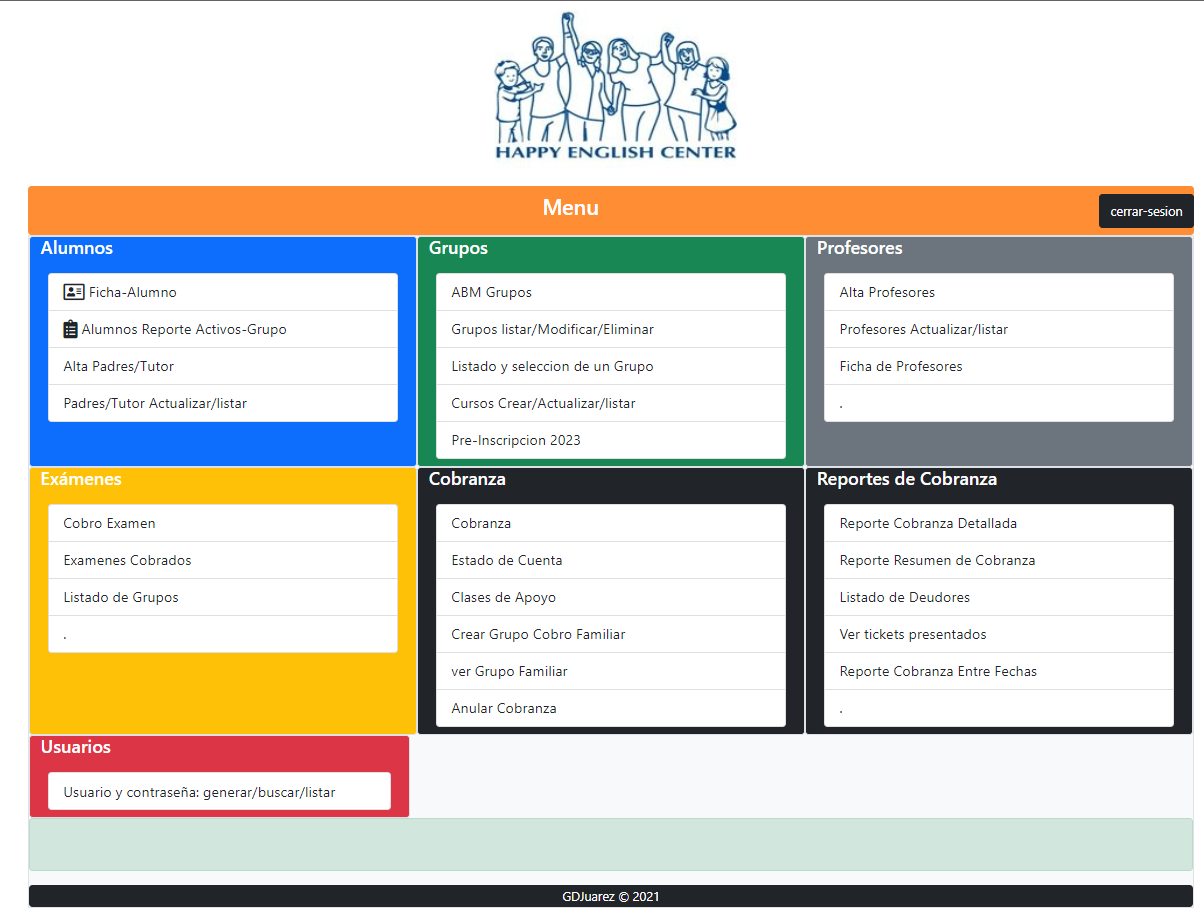 HAPPY ENGLISH CENTER
Menu
cerrar-sesion
Alumnos
Ficha-Alumno
Alumnos Reporte Activos-Grupo
Alta Padres/Tutor
Padres/Tutor Actualizar/listar
Grupos
ABM Grupos
Grupos listar/Modificar/Eliminar
Listado y seleccion de un Grupo
Cursos Crear/Actualizar/listar
Pre-Inscripcion 2023
Profesores
Alta Profesores
Profesores Actualizar/listar
Ficha de Profesores
.
Exámenes
Cobro Examen
Examenes Cobrados
Listado de Grupos
.
Cobranza
Cobranza
Estado de Cuenta
Clases de Apoyo
Crear Grupo Cobro Familiar
ver Grupo Familiar
Anular Cobranza
Reportes de Cobranza
Reporte Cobranza Detallada
Reporte Resumen de Cobranza
Listado de Deudores
Ver tickets presentados
Reporte Cobranza Entre Fechas
.
Usuarios
Usuario y contraseña: generar/buscar/listar
GDJuarez © 2021